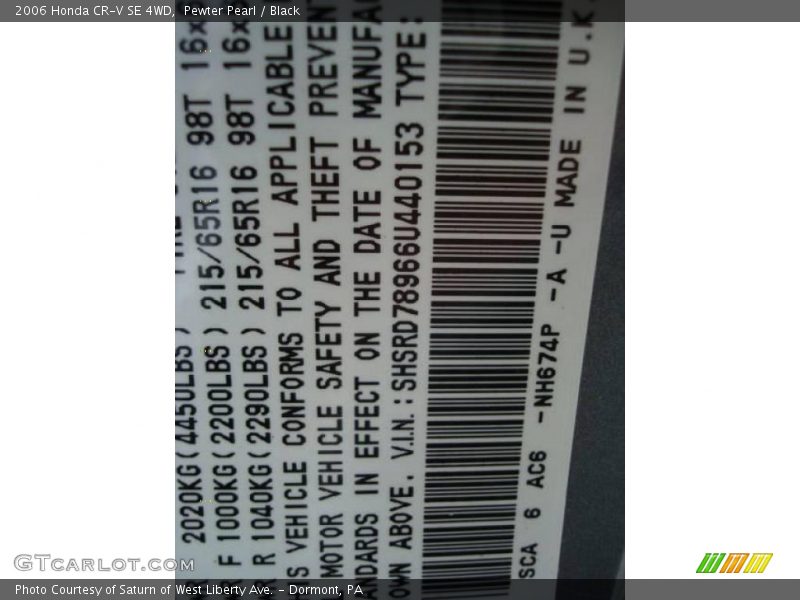 2006 Honda CR-V SE 4WD, Pewter Pearl / Black
2020KG(4450LBS)
F 1000KG(2200LBS) 215/65R16 98T 16x
R 1040KG(2290LBS) 215/65R16 98T 16x
VEHICLE CONFORMS TO ALL APPLICABLE
MOTOR VEHICLE SAFETY AND THEFT PREVEN
ANDARDS IN EFFECT ON THE DATE OF MANUFA
OWN ABOVE. V.I.N.: SHSRD78966U440153 TYPE:
SCA 6 AC6 -NH674P -A -U MADE IN U.K.
GTcarlot.com
Photo Courtesy of Saturn of West Liberty Ave. - Dormont, PA